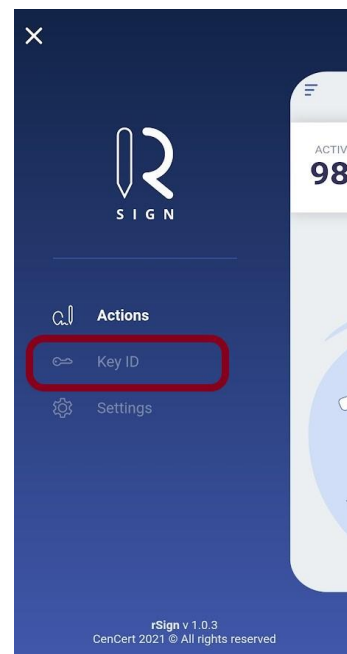 R
SIGN
ACTIV
98
Actions
Key ID
Settings
rSign v 1.0.3
CenCert 2021 © All rights reserved